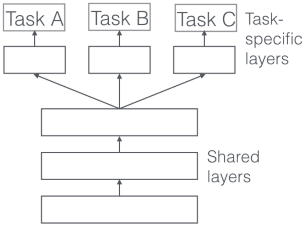 Task A
Task B
Task C
Task-
specific
layers
Shared
layers